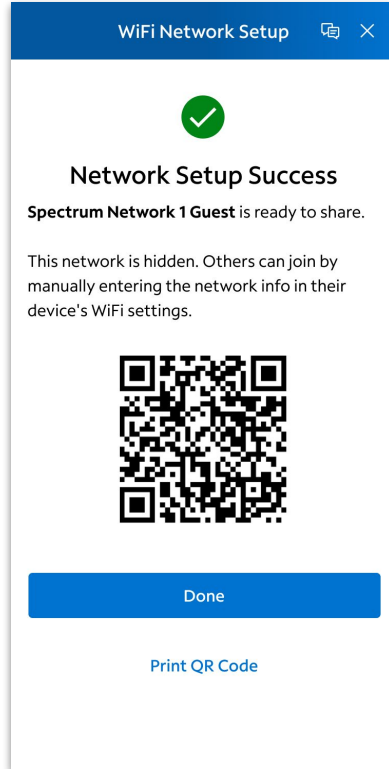 WiFi Network Setup
Network Setup Success
Spectrum Network 1 Guest is ready to share.
This network is hidden. Others can join by
manually entering the network info in their
device's WiFi settings.
Done
Print QR Code